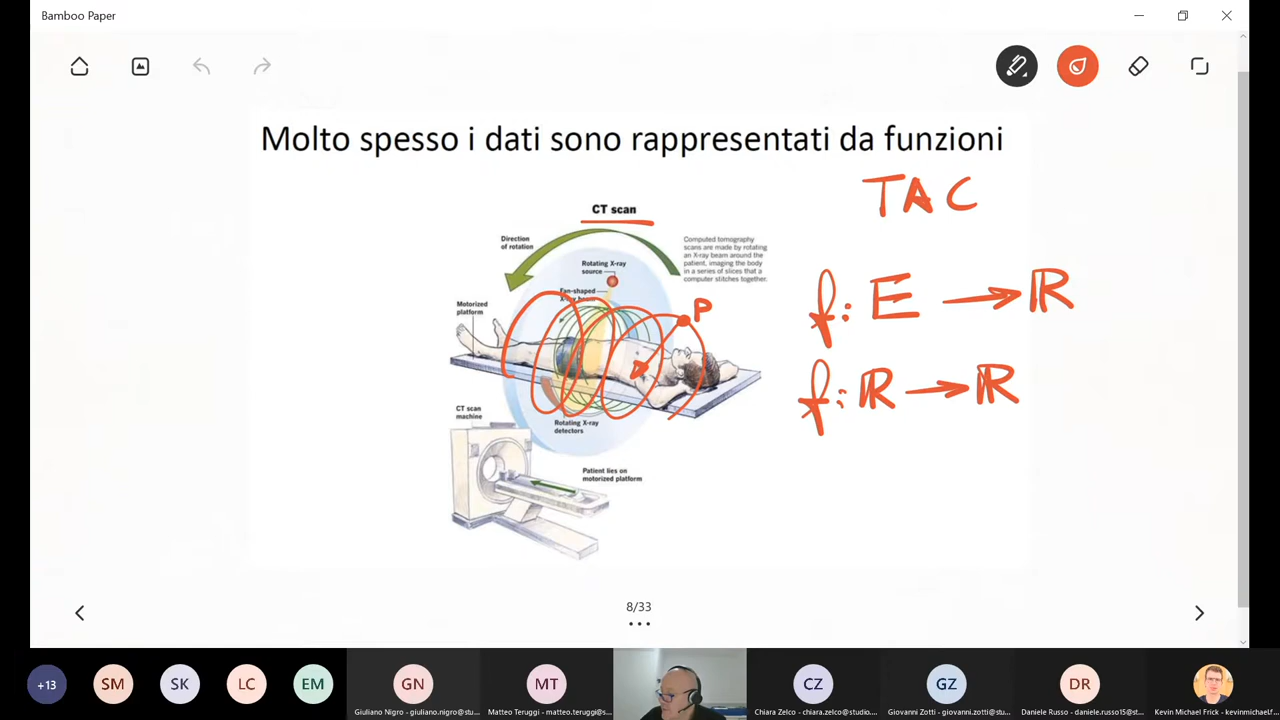 Bamboo Paper
Molto spesso i dati sono rappresentati da funzioni
TAC
CT scan
Direction
of rotation
Computed tomography
scans are made by rotating
an X-ray beam around the
patient, imaging the body
in a series of slices that a
computer stitches together.
Rotating X-ray
source
Fan-shaped
Motorized
platform
P
f: E → ℝ
f: ℝ → ℝ
CT scan
machine
Rotating X-ray
detectors
Patient lies on
motorized platform
8/33
+13
SM
SK
LC
EM
GN
Giuliano Nigro - giuliano.nigro@stu...
MT
Matteo Teruggi - matteo.teruggi@s...
CZ
Chiara Zelco - chiara.zelco@studio....
GZ
Giovanni Zotti - giovanni.zotti@stu...
DR
Daniele Russo - daniele.russo15@st...
Kevin Michael Frick - kevinmichael.f...